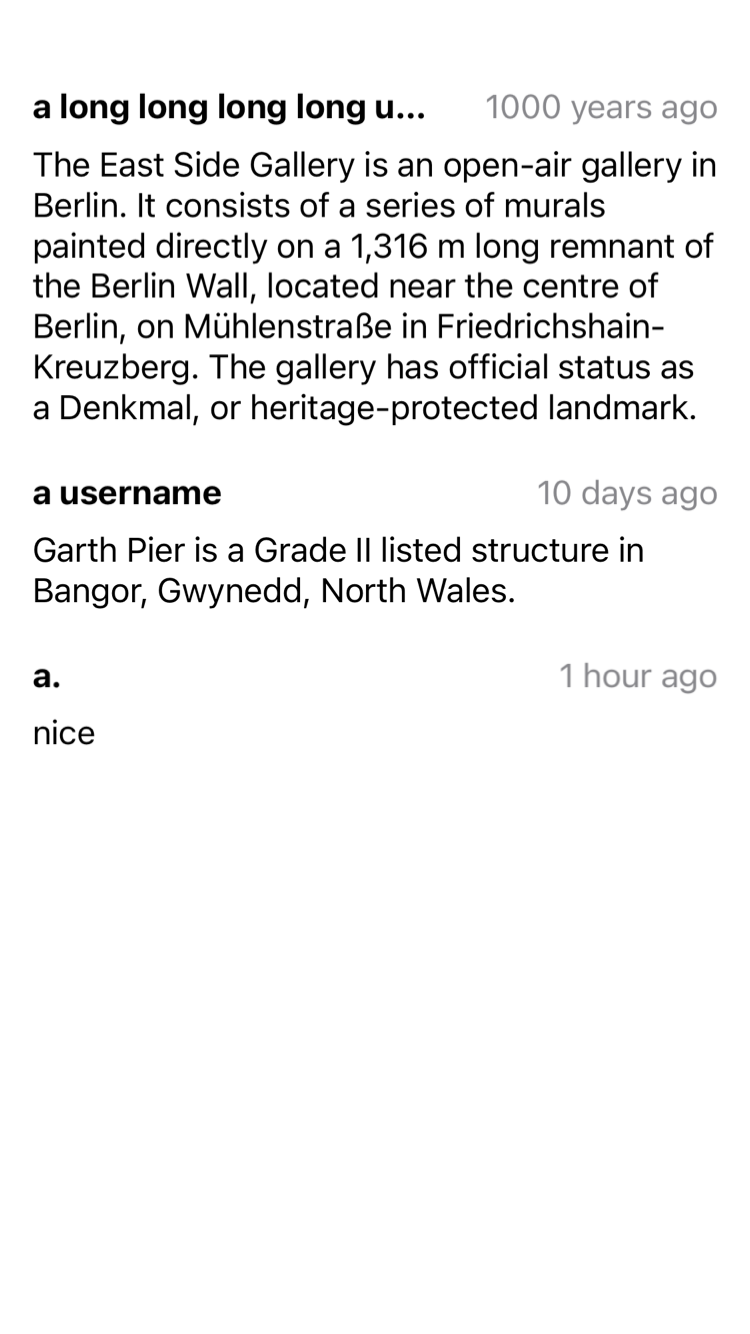 a long long long long u... 1000 years ago
The East Side Gallery is an open-air gallery in
Berlin. It consists of a series of murals
painted directly on a 1,316 m long remnant of
the Berlin Wall, located near the centre of
Berlin, on Mühlenstraße in Friedrichshain-
Kreuzberg. The gallery has official status as
a Denkmal, or heritage-protected landmark.
a username 10 days ago
Garth Pier is a Grade II listed structure in
Bangor, Gwynedd, North Wales.
a. 1 hour ago
nice